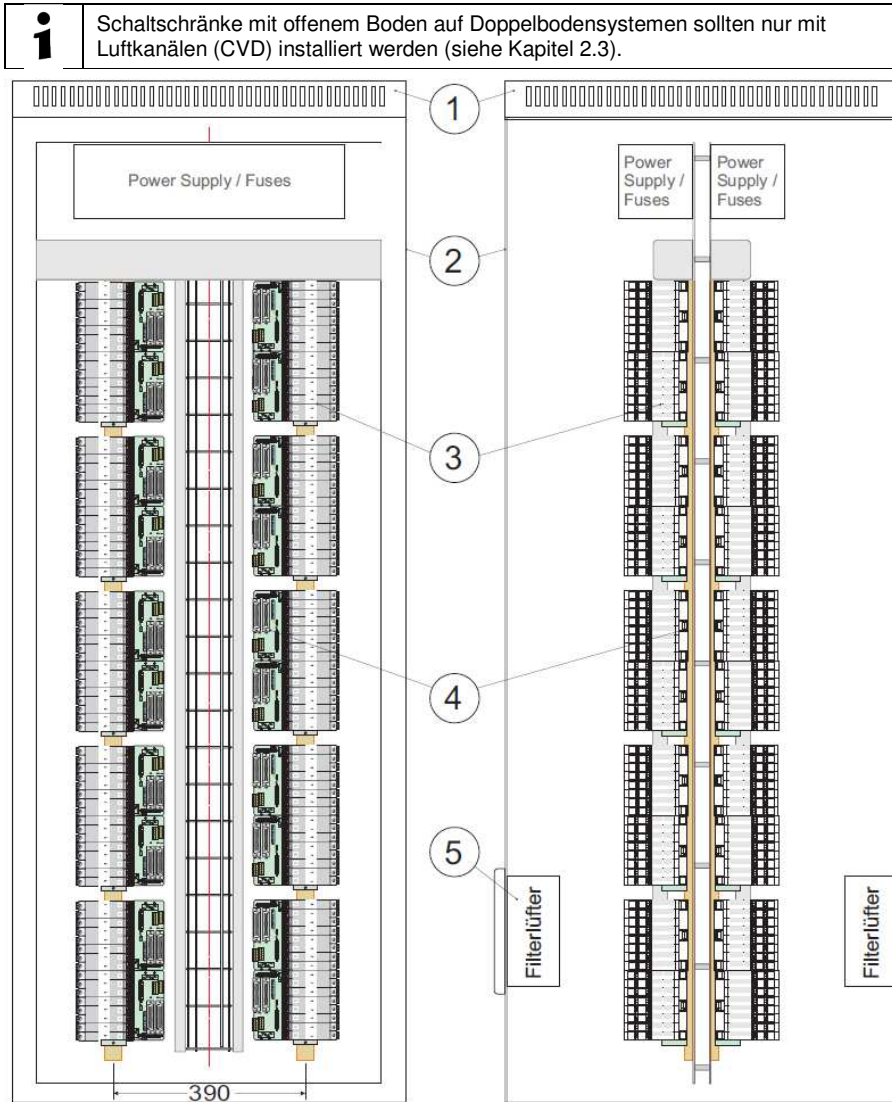 Schaltschränke mit offenem Boden auf Doppelbodensystemen sollten nur mit
Luftkanälen (CVD) installiert werden (siehe Kapitel 2.3).
1
Power Supply / Fuses
Power
Supply /
Fuses
Power
Supply /
Fuses
2
3
4
5
Filterlüfter
Filterlüfter
390